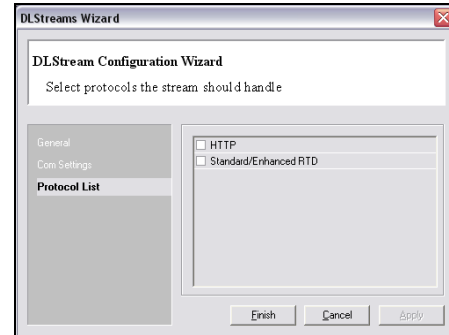 DLStreams Wizard
DLStream Configuration Wizard
Select protocols the stream should handle
General
Com Settings
Protocol List
HTTP
Standard/Enhanced RTD
Finish
Cancel
Apply